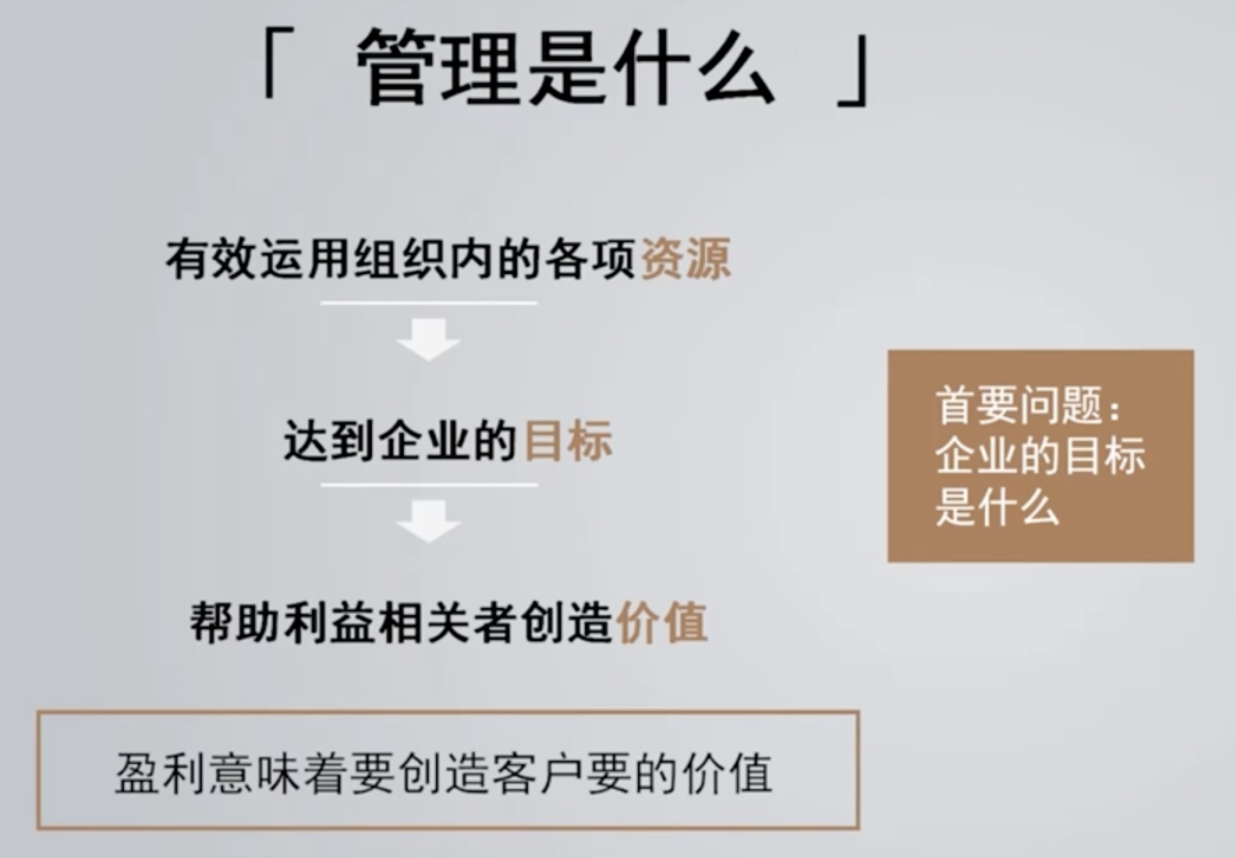 「 管理是什么 」
有效运用组织内的各项资源
达到企业的目标
帮助利益相关者创造价值
首要问题：
企业的目标
是什么
盈利意味着要创造客户要的价值